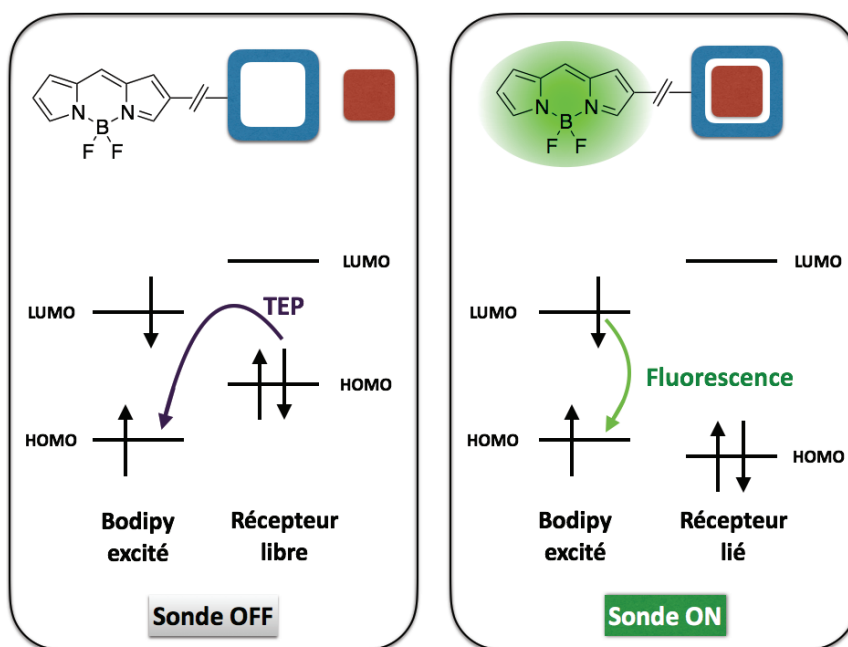 N
N
B
F
F
LUMO
LUMO
TEP
HOMO
HOMO
Bodipy
excité
Récepteur
libre
Sonde OFF
N
N
B
F
F
LUMO
LUMO
Fluorescence
HOMO
HOMO
Bodipy
excité
Récepteur
lié
Sonde ON